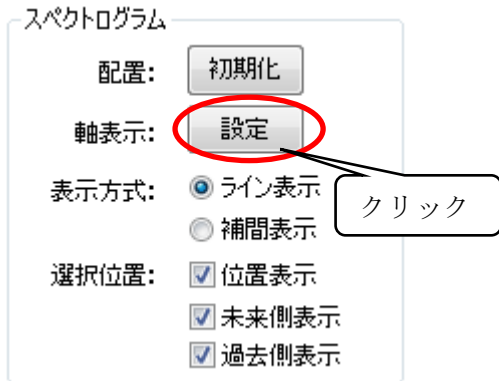 スペクトログラム
配置: 初期化
軸表示: 設定
表示方式: ライン表示
クリック
補間表示
選択位置: 位置表示
未来側表示
過去側表示